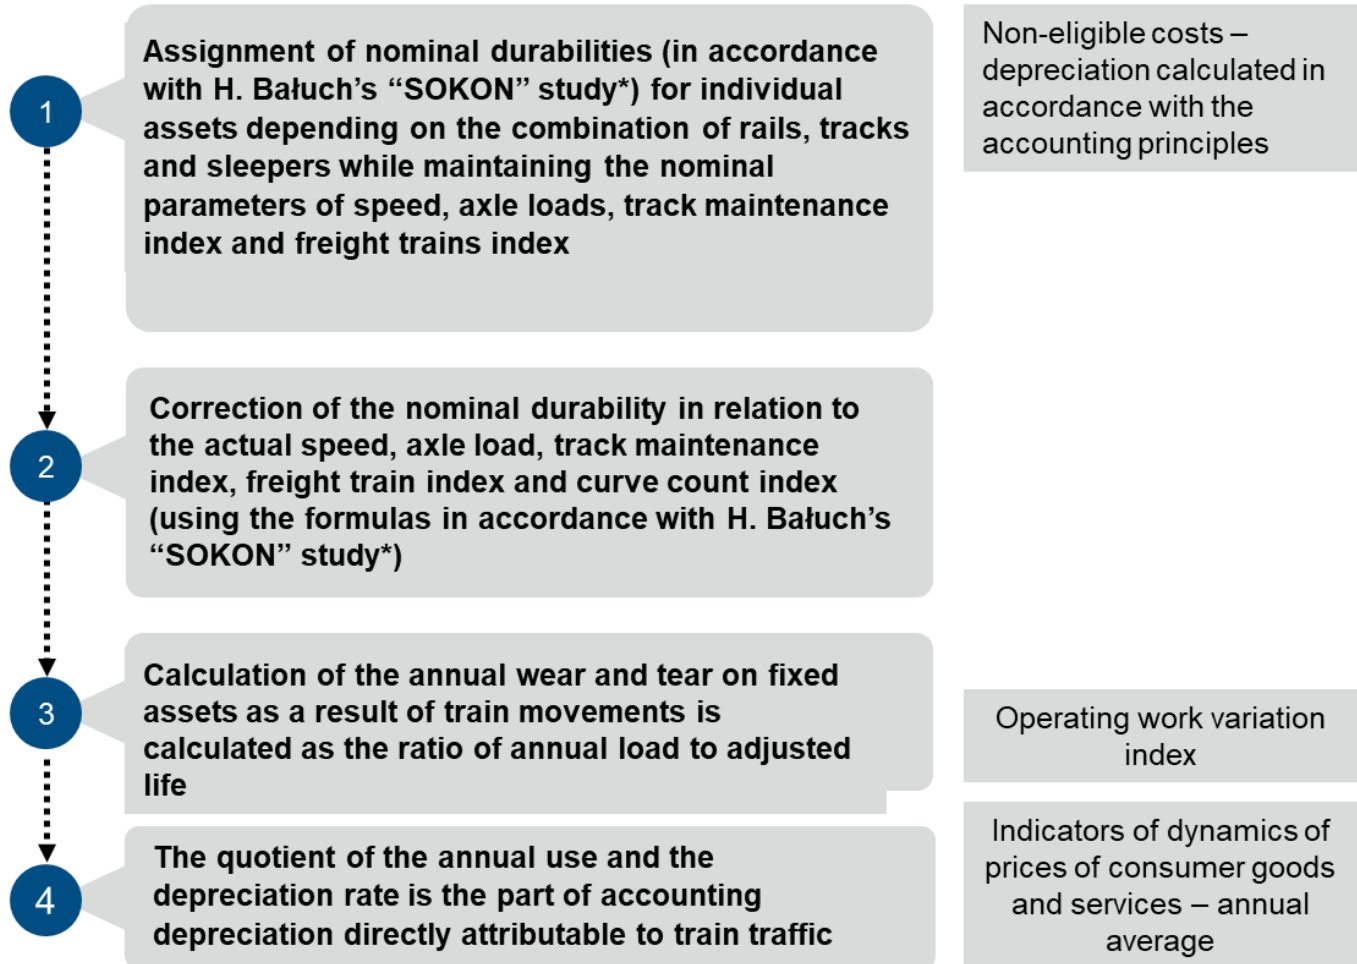 1
Assignment of nominal durabilities (in accordance
with H. Bałuch’s “SOKON” study*) for individual
assets depending on the combination of rails, tracks
and sleepers while maintaining the nominal
parameters of speed, axle loads, track maintenance
index and freight trains index
Non-eligible costs –
depreciation calculated in
accordance with the
accounting principles
2
Correction of the nominal durability in relation to
the actual speed, axle load, track maintenance
index, freight train index and curve count index
(using the formulas in accordance with H. Bałuch’s
“SOKON” study*)
3
Calculation of the annual wear and tear on fixed
assets as a result of train movements is
calculated as the ratio of annual load to adjusted
life
Operating work variation
index
4
The quotient of the annual use and the
depreciation rate is the part of accounting
depreciation directly attributable to train traffic
Indicators of dynamics of
prices of consumer goods
and services – annual
average